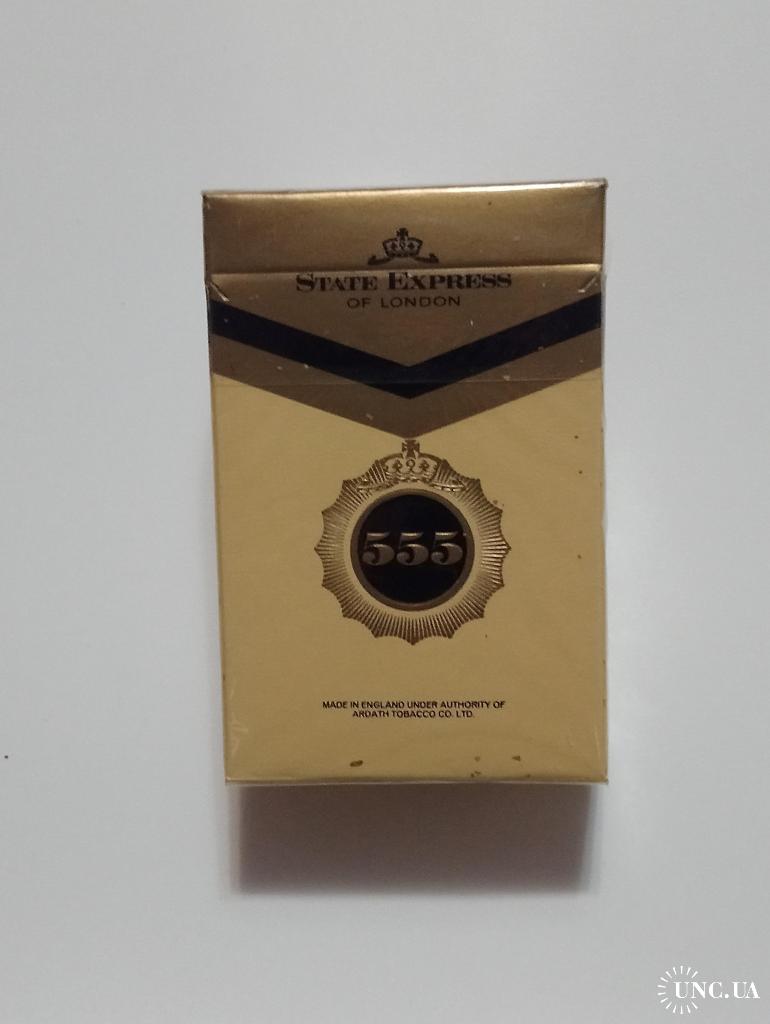 STATE EXPRESS
OF LONDON
555
MADE IN ENGLAND UNDER AUTHORITY OF
ARDATH TOBACCO CO. LTD.
UNC.UA